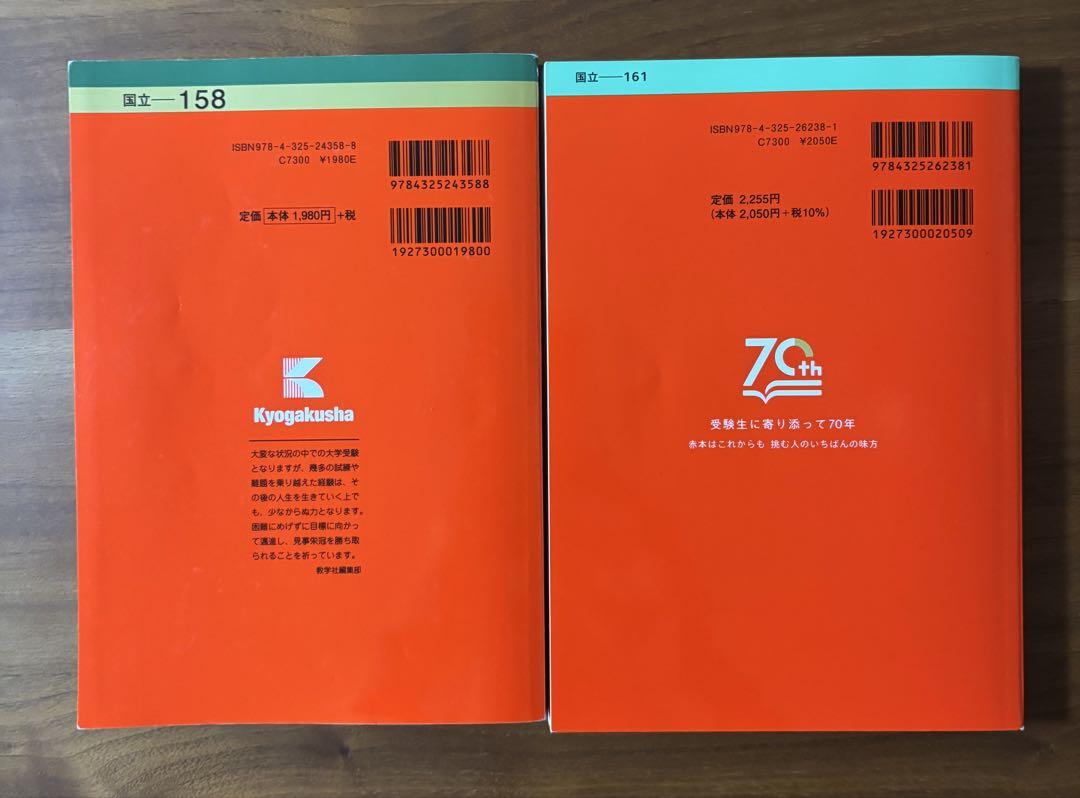 国立―158
ISBN978-4-325-24358-8
C7300 ¥1980E
9784325243588
定価 本体 1,980円 +税
1927300019800
Kyogakusha
大変な状況の中での大学受験
となりますが、幾多の試練や
難題を乗り越えた経験は、そ
の後の人生を生きていく上で
も、少なからぬ力となります。
困難にめげずに目標に向かっ
て邁進し、見事栄冠を勝ち取
られることを祈っています。
教学社編集部
国立―161
ISBN978-4-325-26238-1
C7300 ¥2050E
9784325262381
定価 2,255円
(本体 2,050円+税10%)
1927300020509
70th
受験生に寄り添って70年
赤本はこれからも 挑む人のいちばんの味方